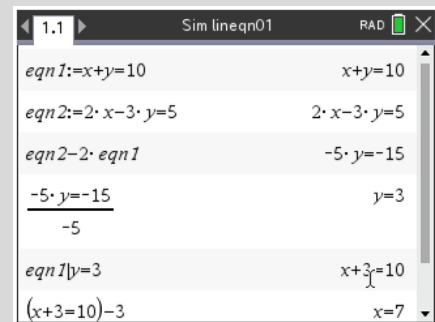 1.1 Sim lineqn01 RAD
eqn1:=x+y=10 x+y=10
eqn2:=2·x−3·y=5 2·x−3·y=5
eqn2−2·eqn1 −5·y=−15
−5·y=−15 y=3
−5
eqn1|y=3 x+3=10
(x+3=10)−3 x=7